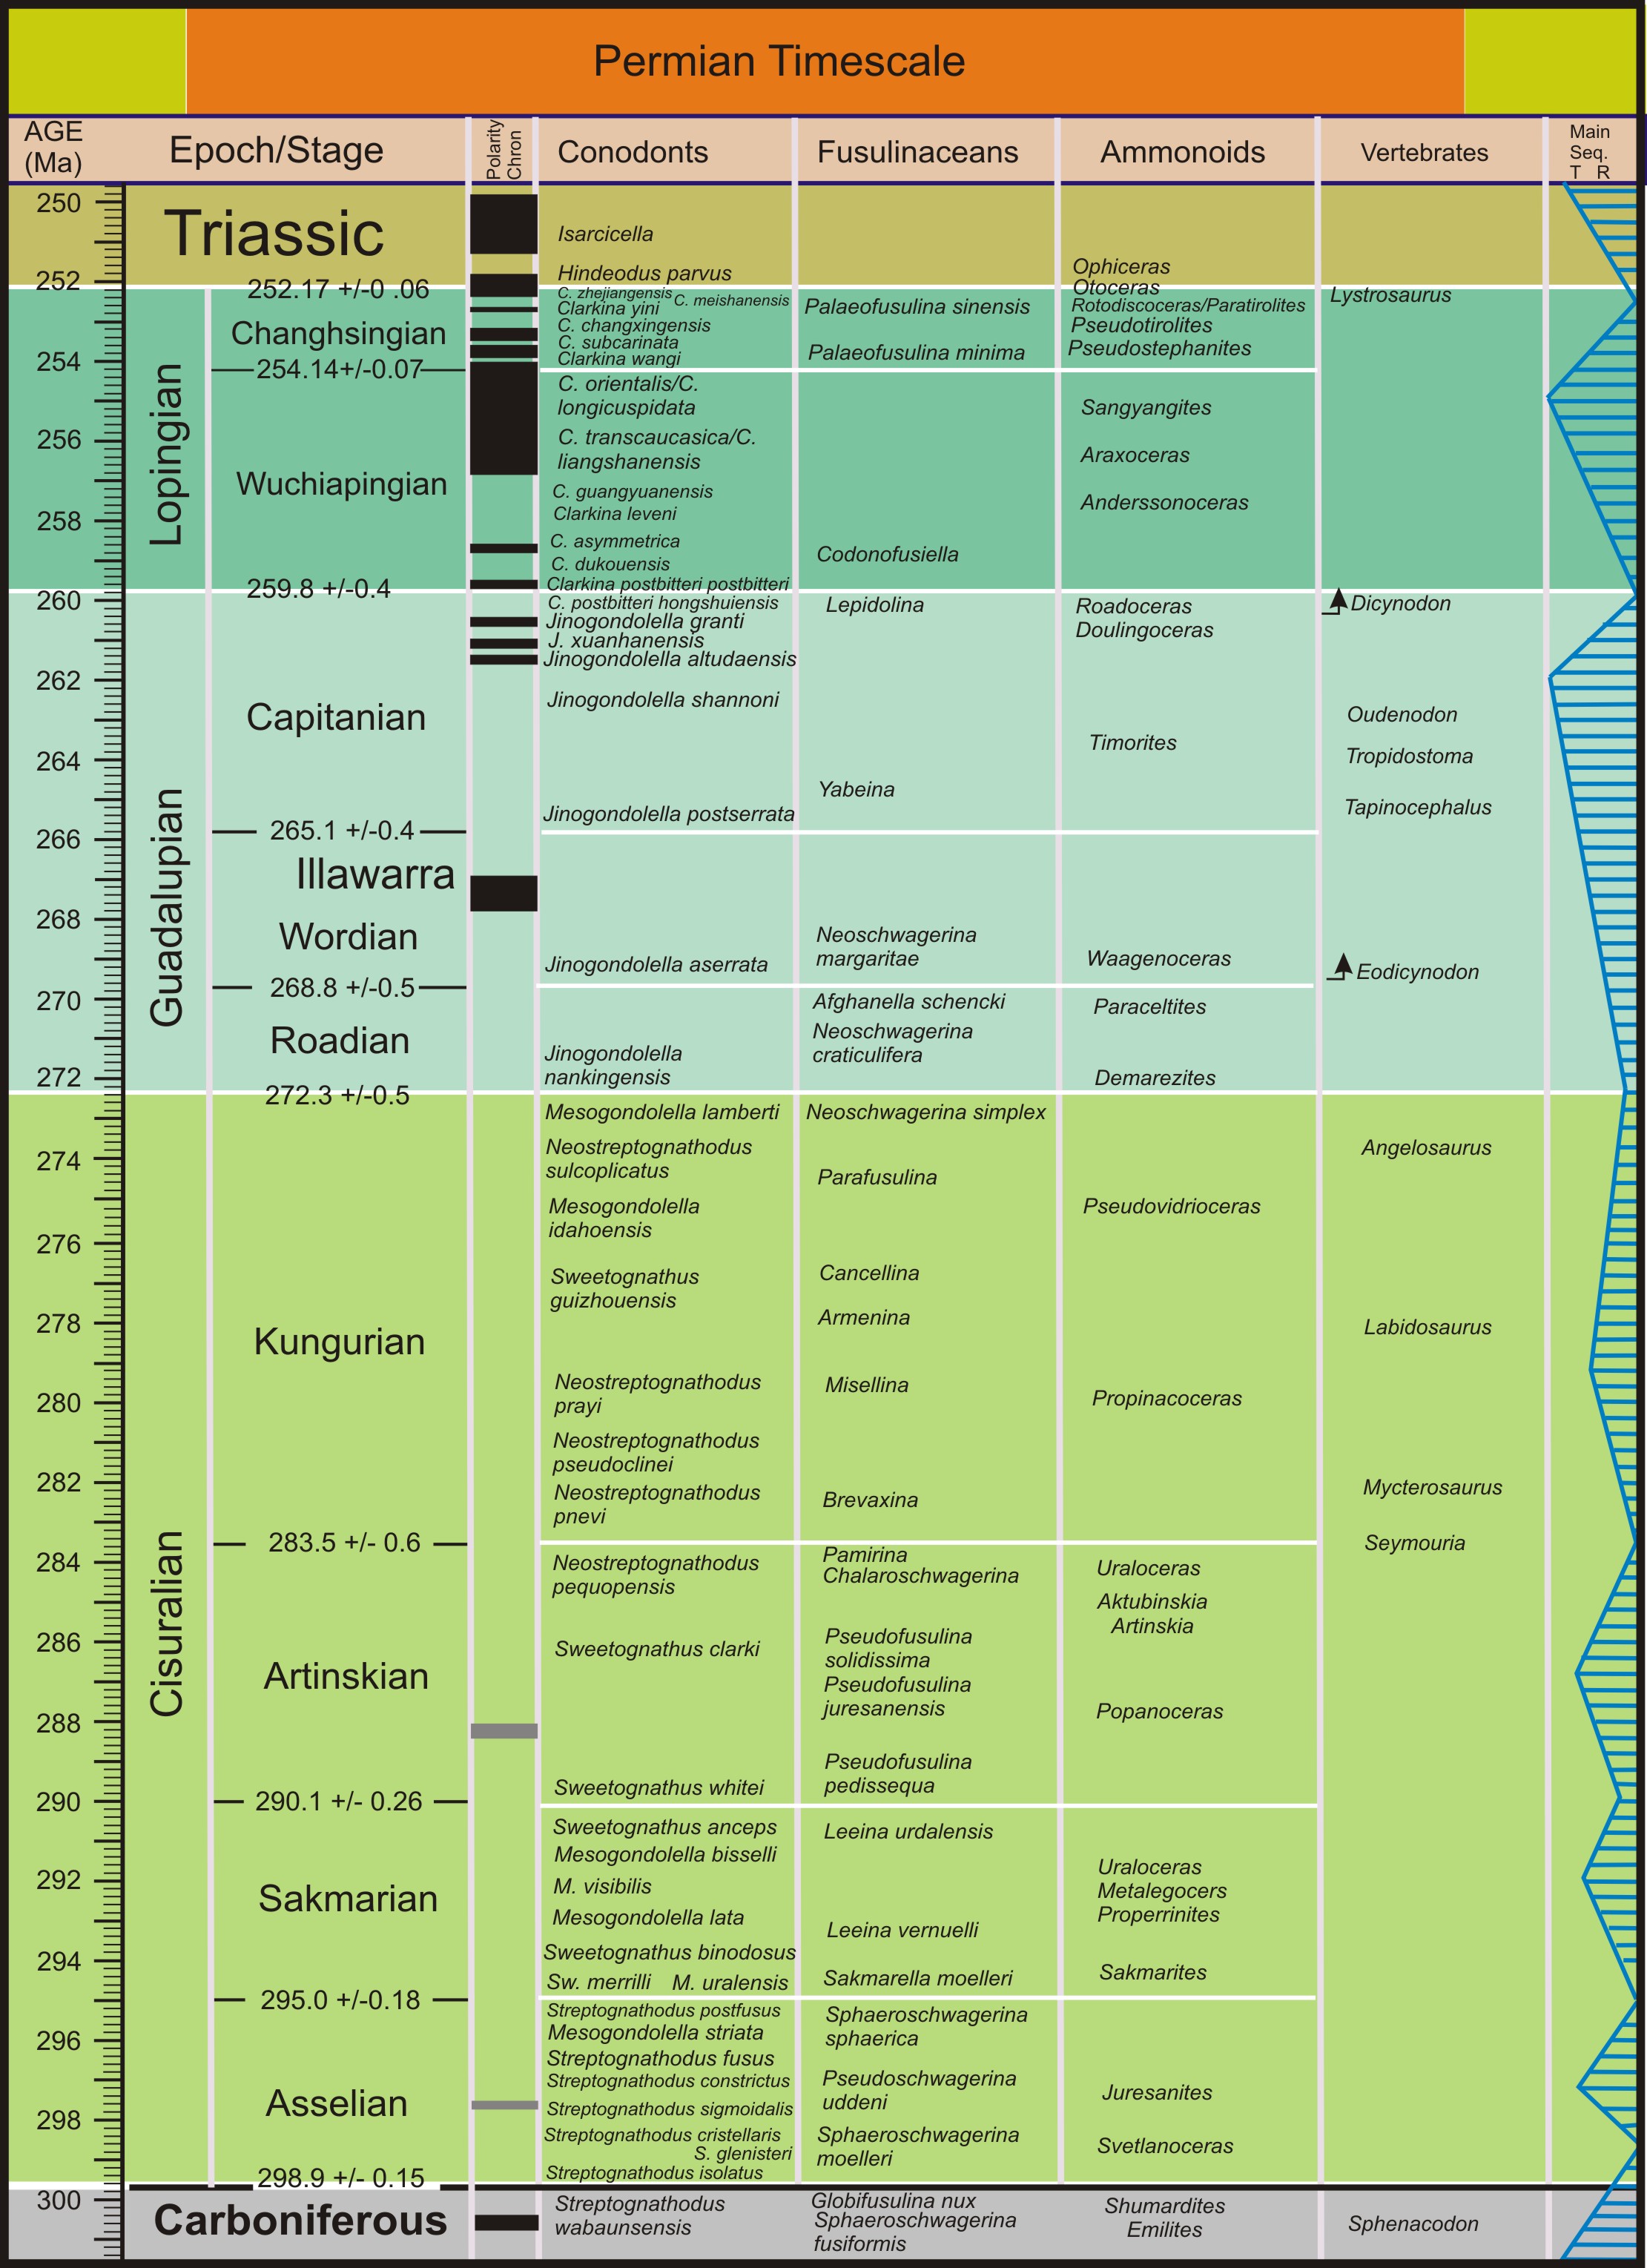 Permian Timescale
AGE
(Ma)
Epoch/Stage
Polarity
Chron
Conodonts
Fusulinaceans
Ammonoids
Vertebrates
Main
Seq.
T R
250
252
254
256
258
260
262
264
266
268
270
272
274
276
278
280
282
284
286
288
290
292
294
296
298
300
Triassic
252.17 +/-0 .06
Lopingian
Changhsingian
254.14+/-0.07
Wuchiapingian
259.8 +/-0.4
Guadalupian
Capitanian
265.1 +/-0.4
Illawarra
Wordian
268.8 +/-0.5
Roadian
272.3 +/-0.5
Cisuralian
Kungurian
283.5 +/- 0.6
Artinskian
290.1 +/- 0.26
Sakmarian
295.0 +/-0.18
Asselian
298.9 +/- 0.15
Carboniferous
Isarcicella
Hindeodus parvus
C. zhejiangensis C. meishanensis
Clarkina yini
C. changxingensis
C. subcarinata
Clarkina wangi
C. orientalis/C.
longicuspidata
C. transcaucasica/C.
liangshanensis
C. guangyuanensis
Clarkina leveni
C. asymmetrica
C. dukouensis
Clarkina postbitteri postbitteri
C. postbitteri hongshuiensis
Jinogondolella granti
J. xuanhanensis
Jinogondolella altudaensis
Jinogondolella shannoni
Jinogondolella postserrata
Jinogondolella aserrata
Jinogondolella
nankingensis
Mesogondolella lamberti
Neostreptognathodus
sulcoplicatus
Mesogondolella
idahoensis
Sweetognathus
guizhouensis
Neostreptognathodus
prayi
Neostreptognathodus
pseudoclinei
Neostreptognathodus
pnevi
Neostreptognathodus
pequopensis
Sweetognathus clarki
Sweetognathus whitei
Sweetognathus anceps
Mesogondolella bisselli
M. visibilis
Mesogondolella lata
Sweetognathus binodosus
Sw. merrilli M. uralensis
Streptognathodus postfusus
Mesogondolella striata
Streptognathodus fusus
Streptognathodus constrictus
Streptognathodus sigmoidalis
Streptognathodus cristellaris
S. glenisteri
Streptognathodus isolatus
Streptognathodus
wabaunsensis
Palaeofusulina sinensis
Palaeofusulina minima
Codonofusiella
Lepidolina
Yabeina
Neoschwagerina
margaritae
Afghanella schencki
Neoschwagerina
craticulifera
Neoschwagerina simplex
Parafusulina
Cancellina
Armenina
Misellina
Brevaxina
Pamirina
Chalaroschwagerina
Pseudofusulina
solidissima
Pseudofusulina
juresanensis
Pseudofusulina
pedissequa
Leeina urdalensis
Leeina vernuelli
Sakmarella moelleri
Sphaeroschwagerina
sphaerica
Pseudoschwagerina
uddeni
Sphaeroschwagerina
moelleri
Globifusulina nux
Sphaeroschwagerina
fusiformis
Ophiceras
Otoceras
Rotodiscoceras/Paratirolites
Pseudotirolites
Pseudostephanites
Sangyangites
Araxoceras
Anderssonoceras
Roadoceras
Doulingoceras
Timorites
Waagenoceras
Paraceltites
Demarezites
Pseudovidrioceras
Propinacoceras
Uraloceras
Aktubinskia
Artinskia
Popanoceras
Uraloceras
Metalegocers
Properrinites
Sakmarites
Juresanites
Svetlanoceras
Shumardites
Emilites
Lystrosaurus
Dicynodon
Oudenodon
Tropidostoma
Tapinocephalus
Eodicynodon
Angelosaurus
Labidosaurus
Mycterosaurus
Seymouria
Sphenacodon